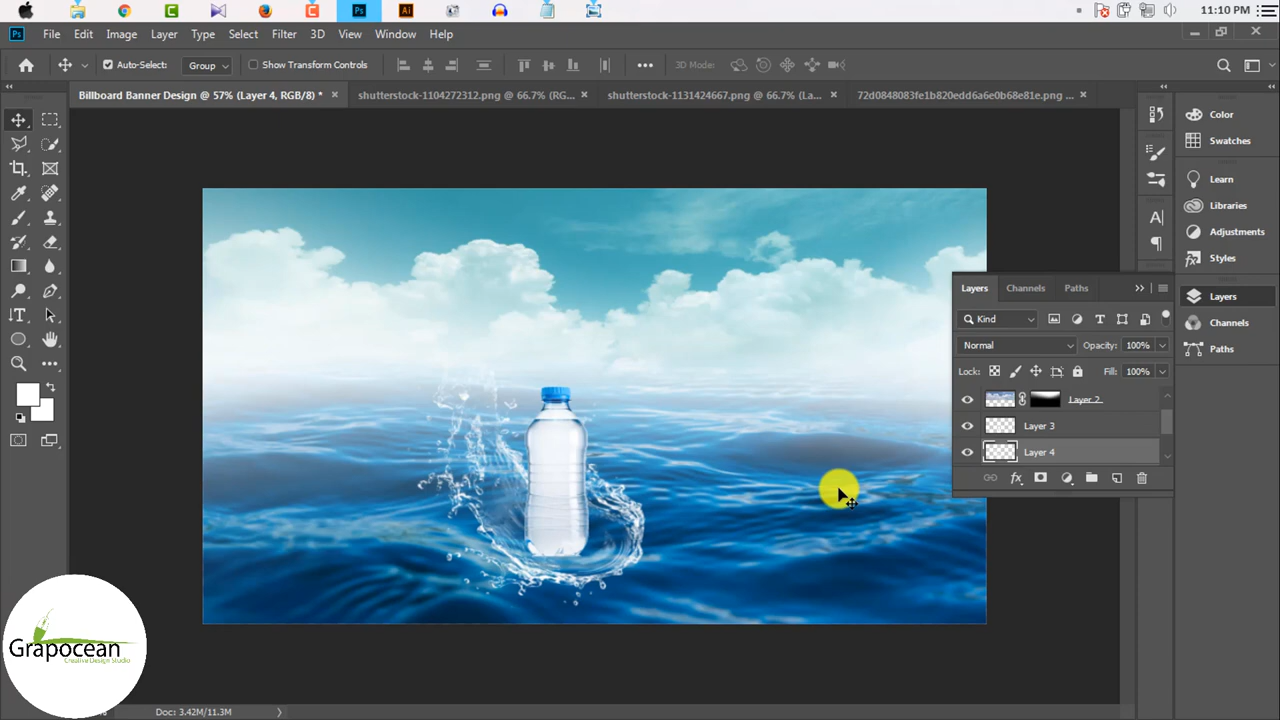 11:10 PM
Ps
Ai
Ps File Edit Image Layer Type Select Filter 3D View Window Help
Auto-Select: Group Show Transform Controls ••• 3D Mode:
Billboard Banner Design @ 57% (Layer 4, RGB/8) * × shutterstock-1104272312.png @ 66.7% (RG... × shutterstock-1131424667.png @ 66.7% (La... × 72d0848083fe1b820edd6a6e0b68e81e.png ... ×
Color
Swatches
Learn
Libraries
Adjustments
Styles
Layers
Channels
Paths
Layers Channels Paths
Kind
Normal Opacity: 100%
Lock: Fill: 100%
Layer 2
Layer 3
Layer 4
fx
Grapocean
Creative Design Studio
Doc: 3.42M/11.3M